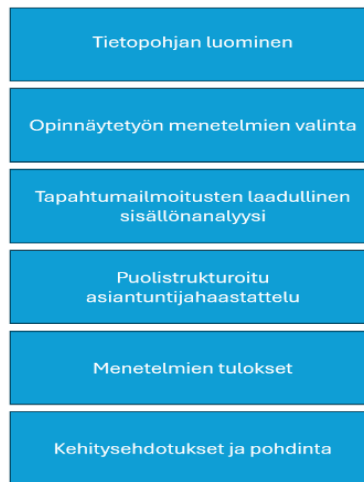 Tietopohjan luominen
Opinnäytetyön menetelmien valinta
Tapahtumailmoitusten laadullinen
sisällönanalyysi
Puolistrukturoitu
asiantuntijahaastattelu
Menetelmien tulokset
Kehitysehdotukset ja pohdinta